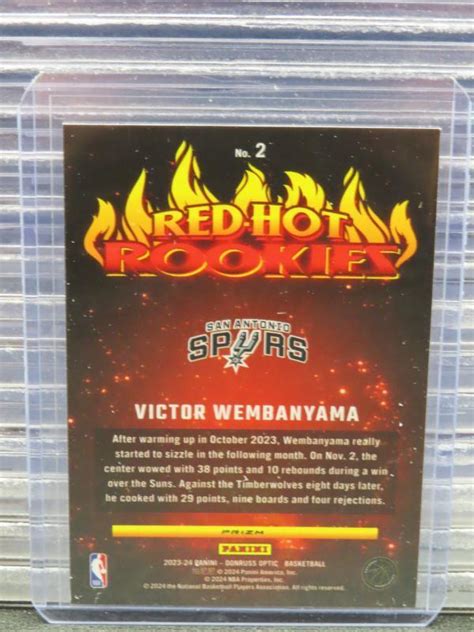 No. 2
RED-HOT
ROOKIES
SAN ANTONIO
SPURS
VICTOR WEMBANYAMA
After warming up in October 2023, Wembanyama really
started to sizzle in the following month. On Nov. 2, the
center wowed with 38 points and 10 rebounds during a win
over the Suns. Against the Timberwolves eight days later,
he cooked with 29 points, nine boards and four rejections.
PRIZM
PANINI
2023-24 PANINI - DONRUSS OPTIC BASKETBALL
© 2024 Panini America, Inc.
© 2024 NBA Properties, Inc.
© 2024 the National Basketball Players Association. All rights reserved.